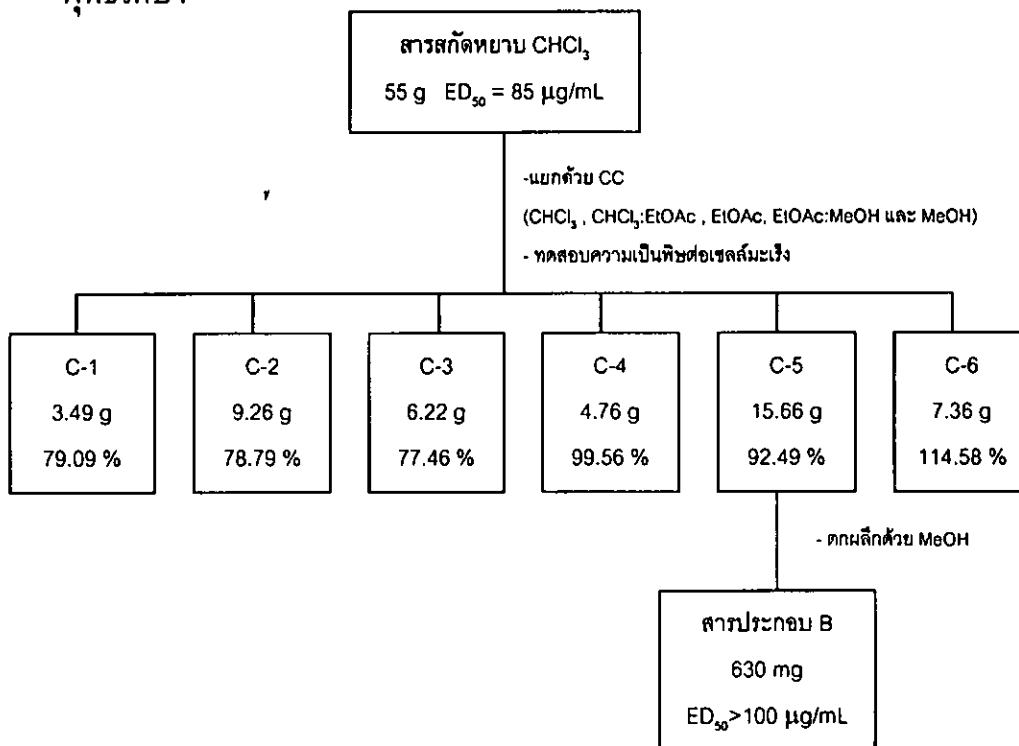 สารสกัดหยาบ CHCl₃
55 g ED₅₀ = 85 µg/mL
-แยกด้วย CC
(CHCl₃ , CHCl₃:EtOAc , EtOAc, EtOAc:MeOH และ MeOH)
- ทดสอบความเป็นพิษต่อเซลล์มะเร็ง
C-1
3.49 g
79.09 %
C-2
9.26 g
78.79 %
C-3
6.22 g
77.46 %
C-4
4.76 g
99.56 %
C-5
15.66 g
92.49 %
C-6
7.36 g
114.58 %
- ตกผลึกด้วย MeOH
สารประกอบ B
630 mg
ED₅₀>100 µg/mL